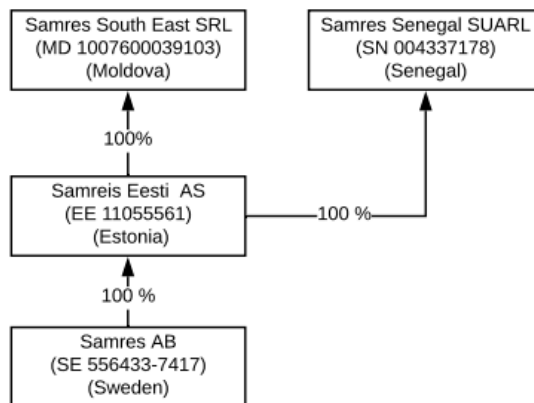 Samres South East SRL
(MD 1007600039103)
(Moldova)
Samres Senegal SUARL
(SN 004337178)
(Senegal)
100%
Samreis Eesti  AS
(EE 11055561)
(Estonia)
100 %
100 %
Samres AB
(SE 556433-7417)
(Sweden)